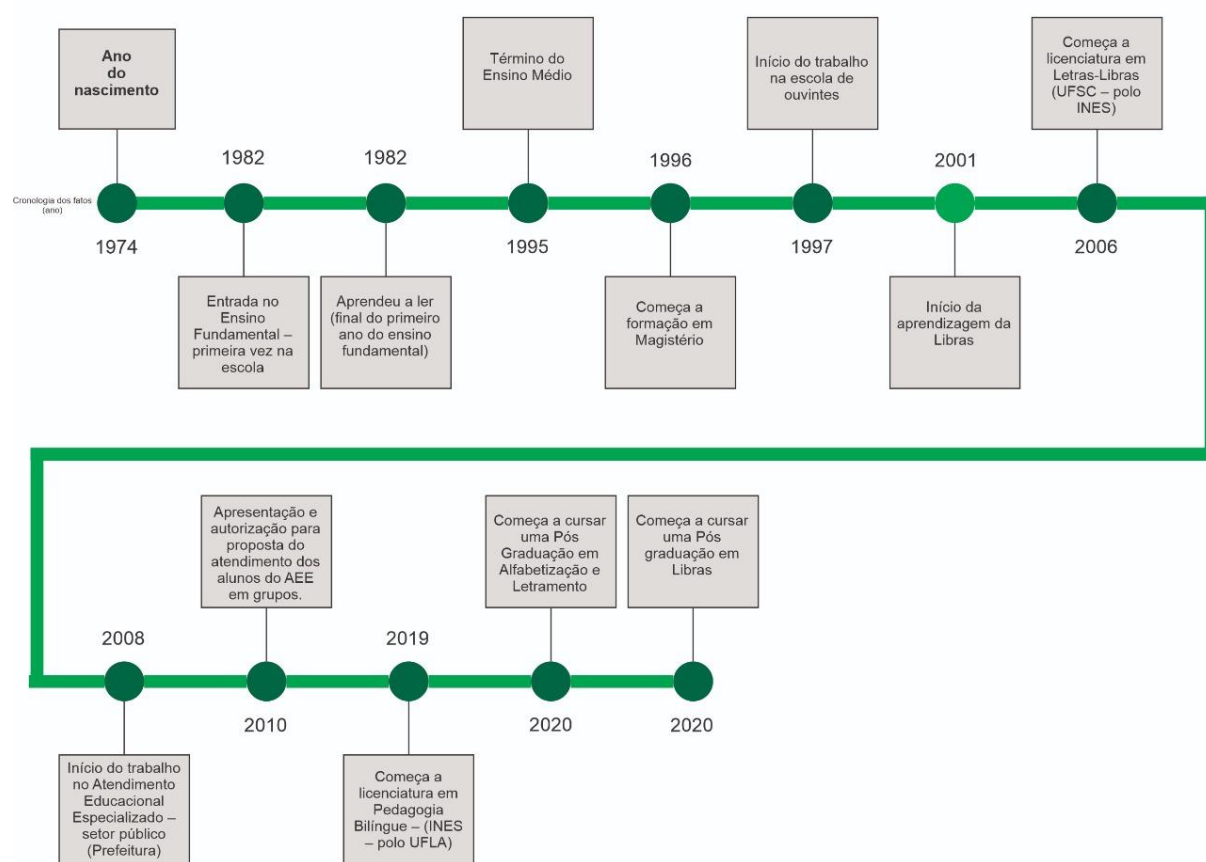 Ano
do
nascimento
Término do
Ensino Médio
Início do trabalho
na escola de
ouvintes
Começa a
licenciatura em
Letras-Libras
(UFSC – polo
INES)
1982
1982
1996
2001
Cronologia dos fatos
(ano)
1974
1995
1997
2006
Entrada no
Ensino
Fundamental –
primeira vez na
escola
Aprendeu a ler
(final do primeiro
ano do ensino
fundamental)
Começa a
formação em
Magistério
Início da
aprendizagem da
Libras
Apresentação e
autorização para
proposta do
atendimento dos
alunos do AEE
em grupos.
Começa a cursar
uma Pós
Graduação em
Alfabetização e
Letramento
Começa a cursar
uma Pós
graduação em
Libras
2008
2019
2010
2020
2020
Início do trabalho
no Atendimento
Educacional
Especializado –
setor público
(Prefeitura)
Começa a
licenciatura em
Pedagogia
Bilíngue – (INES
– polo UFLA)